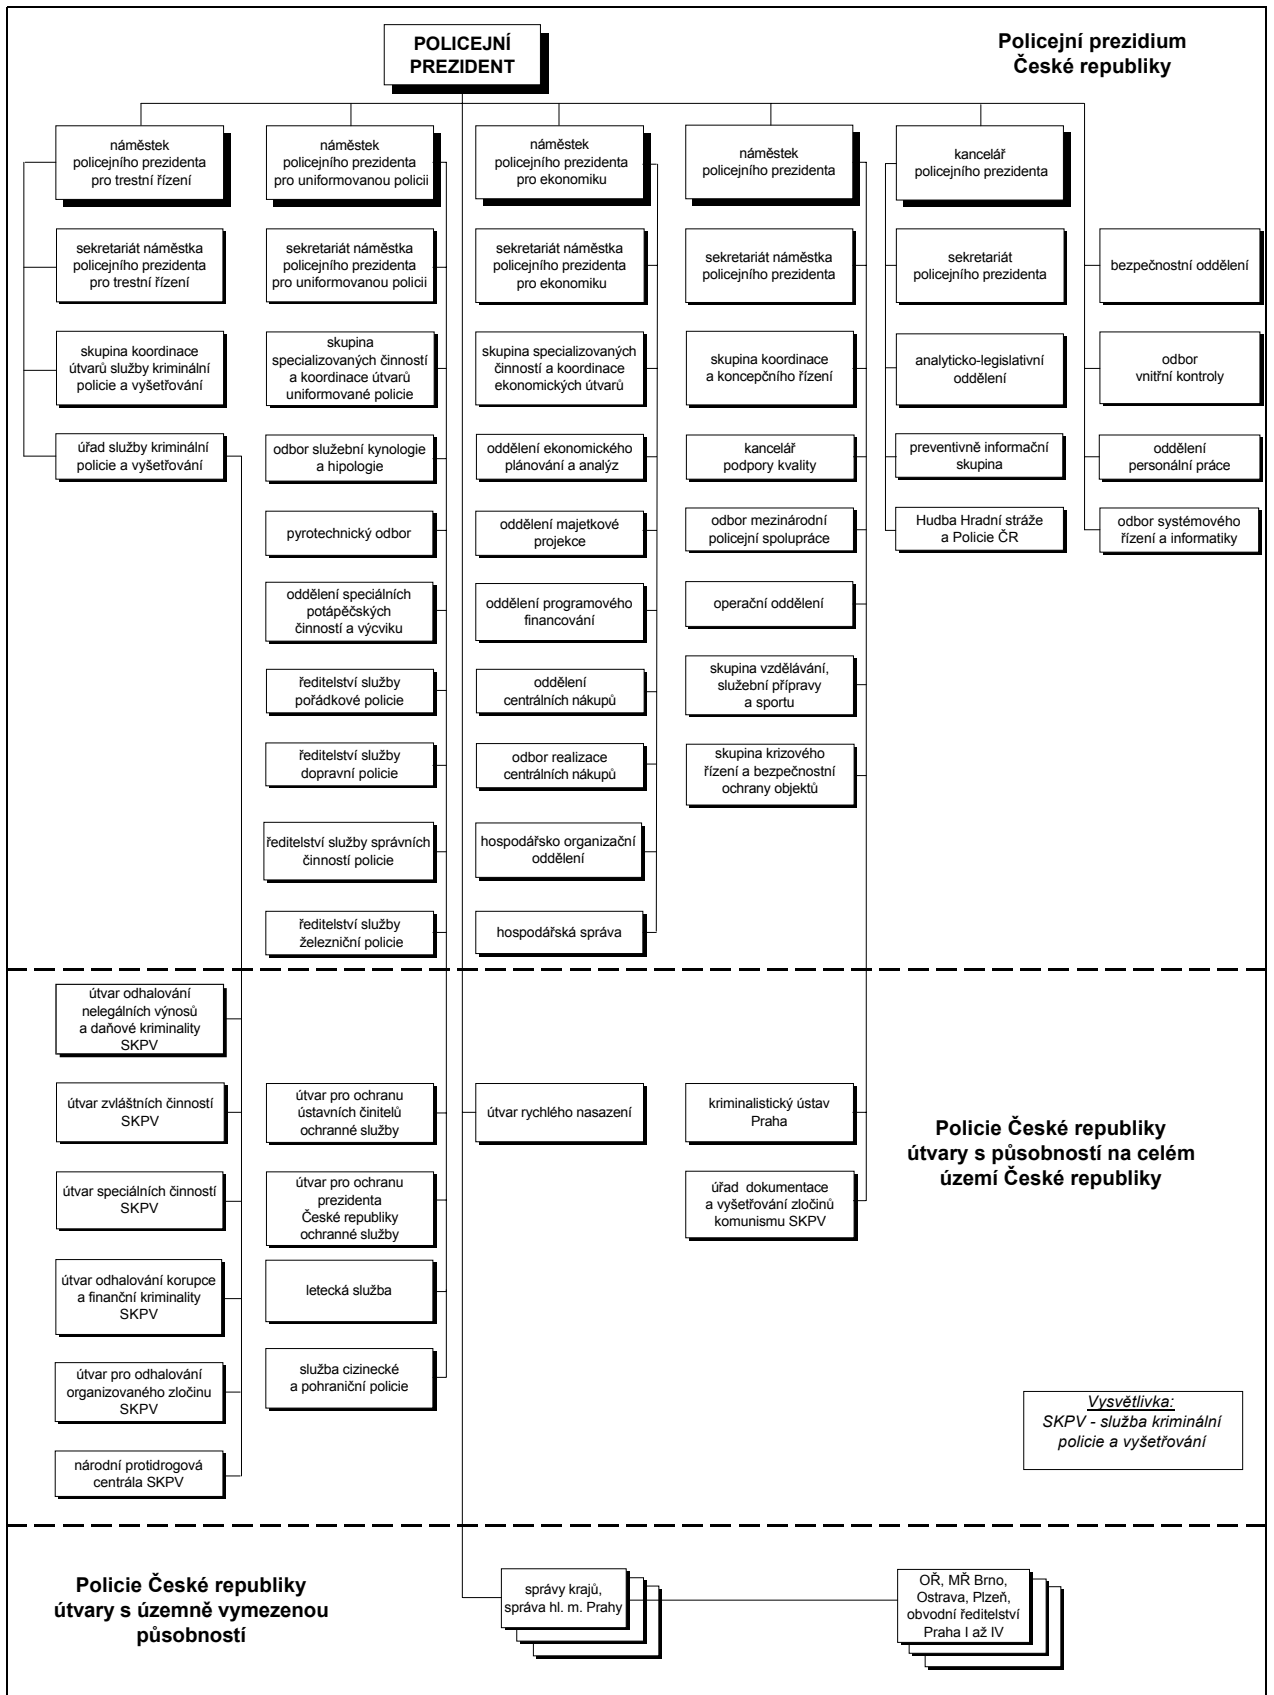 POLICEJNÍ
PREZIDENT
Policejní prezidium
České republiky
náměstek
policejního prezidenta
pro trestní řízení
náměstek
policejního prezidenta
pro uniformovanou policii
náměstek
policejního prezidenta
pro ekonomiku
náměstek
policejního prezidenta
kancelář
policejního prezidenta
sekretariát náměstka
policejního prezidenta
pro trestní řízení
sekretariát náměstka
policejního prezidenta
pro uniformovanou policii
sekretariát náměstka
policejního prezidenta
pro ekonomiku
sekretariát náměstka
policejního prezidenta
sekretariát
policejního prezidenta
bezpečnostní oddělení
skupina koordinace
útvarů služby kriminální
policie a vyšetřování
skupina
specializovaných činností
a koordinace útvarů
uniformované policie
skupina specializovaných
činností a koordinace
ekonomických útvarů
skupina koordinace
a koncepčního řízení
analyticko-legislativní
oddělení
odbor
vnitřní kontroly
úřad služby kriminální
policie a vyšetřování
odbor služební kynologie
a hipologie
oddělení ekonomického
plánování a analýz
kancelář
podpory kvality
preventivně informační
skupina
oddělení
personální práce
pyrotechnický odbor
oddělení majetkové
projekce
odbor mezinárodní
policejní spolupráce
Hudba Hradní stráže
a Policie ČR
odbor systémového
řízení a informatiky
oddělení speciálních
potápěčských
činností a výcviku
oddělení programového
financování
operační oddělení
ředitelství služby
pořádkové policie
oddělení
centrálních nákupů
skupina vzdělávání,
služební přípravy
a sportu
ředitelství služby
dopravní policie
odbor realizace
centrálních nákupů
skupina krizového
řízení a bezpečnostní
ochrany objektů
ředitelství služby správních
činností policie
hospodářsko organizační
oddělení
ředitelství služby
železniční policie
hospodářská správa
útvar odhalování
nelegálních výnosů
a daňové kriminality
SKPV
útvar zvláštních činností
SKPV
útvar pro ochranu
ústavních činitelů
ochranné služby
útvar rychlého nasazení
kriminalistický ústav
Praha
Policie České republiky
útvary s působností na celém
území České republiky
útvar speciálních činností
SKPV
útvar pro ochranu
prezidenta
České republiky
ochranné služby
úřad dokumentace
a vyšetřování zločinů
komunismu SKPV
útvar odhalování korupce
a finanční kriminality
SKPV
letecká služba
útvar pro odhalování
organizovaného zločinu
SKPV
služba cizinecké
a pohraniční policie
Vysvětlivka:
SKPV - služba kriminální
policie a vyšetřování
národní protidrogová
centrála SKPV
Policie České republiky
útvary s územně vymezenou
působností
správy krajů,
správa hl. m. Prahy
OŘ, MŘ Brno,
Ostrava, Plzeň,
obvodní ředitelství
Praha I až IV